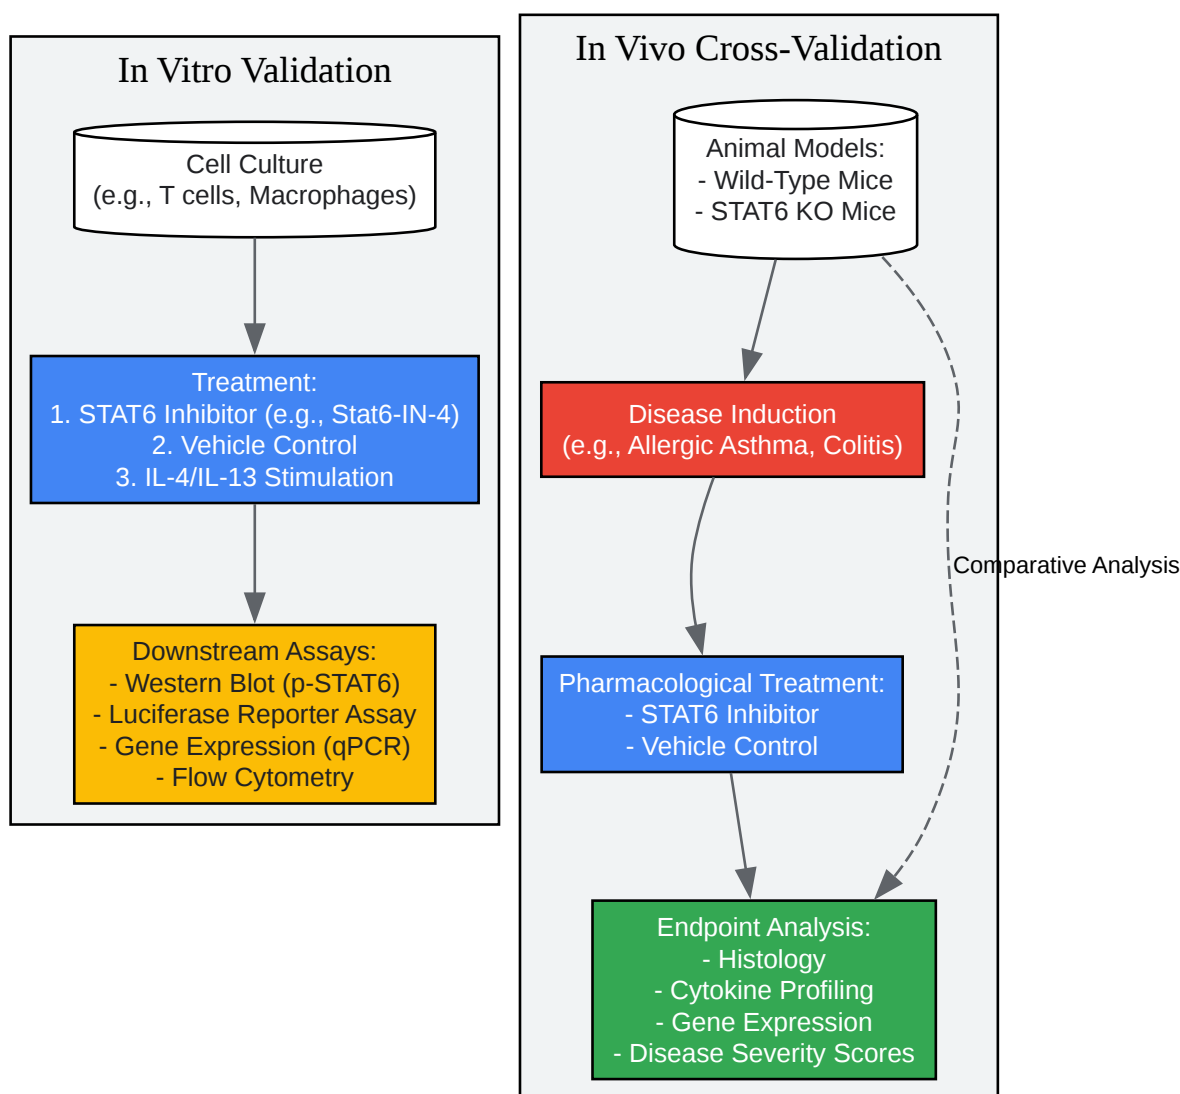 In Vitro Validation
Cell Culture
(e.g., T cells, Macrophages)
Treatment:
1. STAT6 Inhibitor (e.g., Stat6-IN-4)
2. Vehicle Control
3. IL-4/IL-13 Stimulation
Downstream Assays:
- Western Blot (p-STAT6)
- Luciferase Reporter Assay
- Gene Expression (qPCR)
- Flow Cytometry
In Vivo Cross-Validation
Animal Models:
- Wild-Type Mice
- STAT6 KO Mice
Disease Induction
(e.g., Allergic Asthma, Colitis)
Comparative Analysis
Pharmacological Treatment:
- STAT6 Inhibitor
- Vehicle Control
Endpoint Analysis:
- Histology
- Cytokine Profiling
- Gene Expression
- Disease Severity Scores